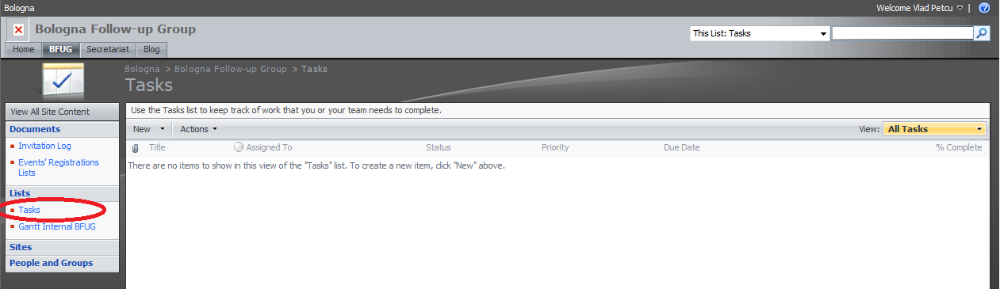 Bologna
Welcome Vlad Petcu
Bologna Follow-up Group
This List: Tasks
Home BFUG Secretariat Blog
Bologna > Bologna Follow-up Group > Tasks
Tasks
View All Site Content
Documents
Invitation Log
Events' Registrations
Lists
Lists
Tasks
Gantt Internal BFUG
Sites
People and Groups
Use the Tasks list to keep track of work that you or your team needs to complete.
New Actions View: All Tasks
Title Assigned To Status Priority Due Date % Complete
There are no items to show in this view of the "Tasks" list. To create a new item, click "New" above.